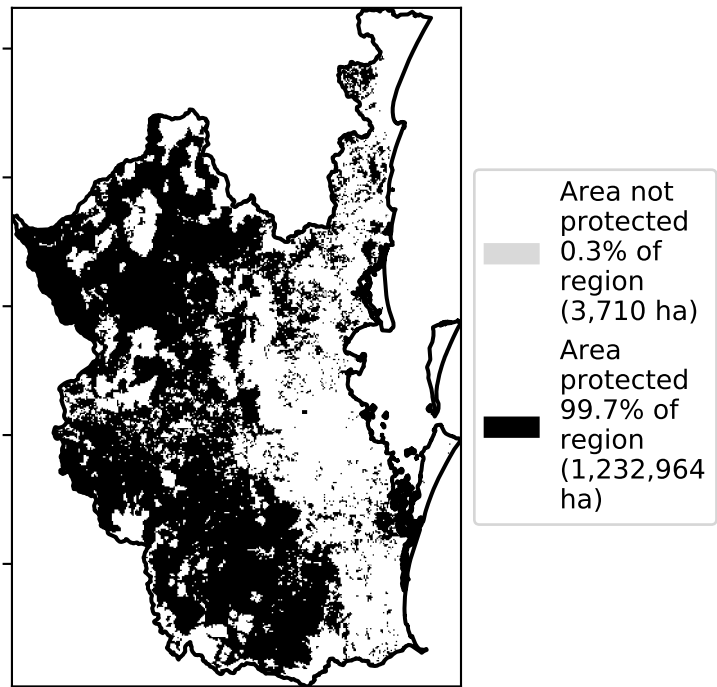 Area not
protected
0.3% of
region
(3,710 ha)
Area
protected
99.7% of
region
(1,232,964
ha)